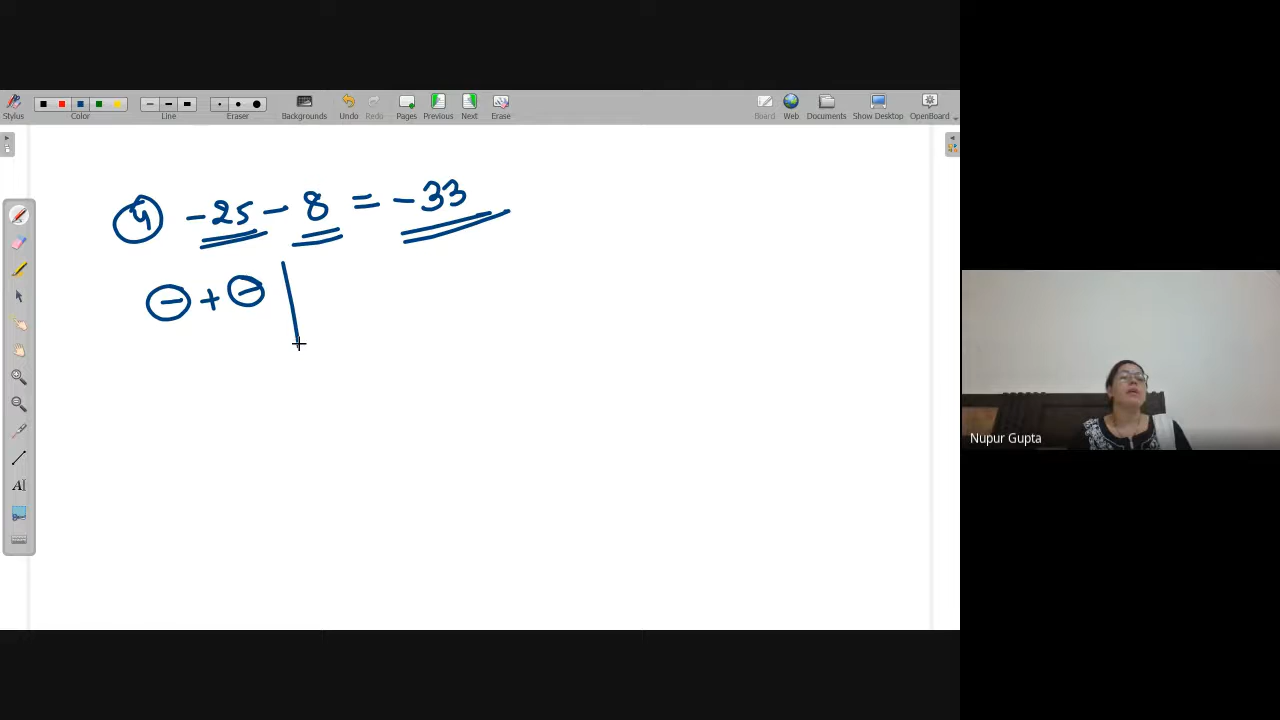 Stylus
Color
Line
Eraser
Backgrounds
Undo
Redo
Pages
Previous
Next
Erase
Board
Web
Documents
Show Desktop
OpenBoard
④ -25 - 8 = -33
⊖ + ⊖
A
Nupur Gupta